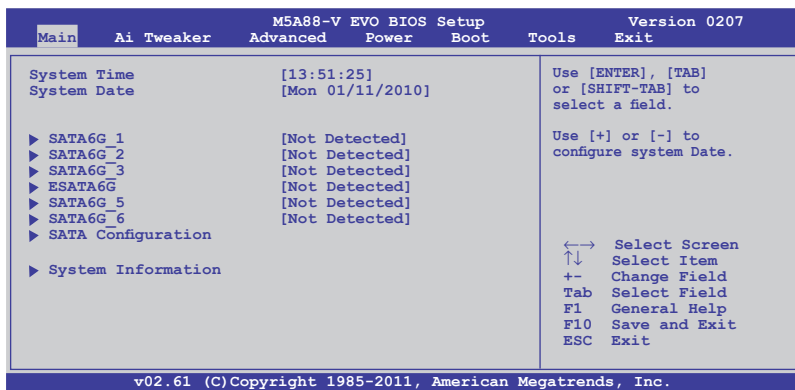 M5A88-V EVO BIOS Setup Version 0207
Main Ai Tweaker Advanced Power Boot Tools Exit
System Time [13:51:25]
System Date [Mon 01/11/2010]
SATA6G_1 [Not Detected]
SATA6G_2 [Not Detected]
SATA6G_3 [Not Detected]
ESATA6G [Not Detected]
SATA6G_5 [Not Detected]
SATA6G_6 [Not Detected]
SATA Configuration
System Information
Use [ENTER], [TAB]
or [SHIFT-TAB] to
select a field.
Use [+] or [-] to
configure system Date.
←→ Select Screen
↑↓ Select Item
+- Change Field
Tab Select Field
F1 General Help
F10 Save and Exit
ESC Exit
v02.61 (C)Copyright 1985-2011, American Megatrends, Inc.